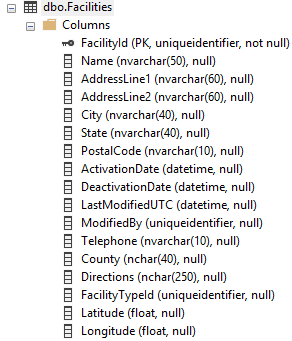 dbo.Facilities
Columns
FacilityId (PK, uniqueidentifier, not null)
Name (nvarchar(50), null)
AddressLine1 (nvarchar(60), null)
AddressLine2 (nvarchar(60), null)
City (nvarchar(40), null)
State (nvarchar(40), null)
PostalCode (nvarchar(10), null)
ActivationDate (datetime, null)
DeactivationDate (datetime, null)
LastModifiedUTC (datetime, null)
ModifiedBy (uniqueidentifier, null)
Telephone (nvarchar(10), null)
County (nchar(40), null)
Directions (nchar(250), null)
FacilityTypeId (uniqueidentifier, null)
Latitude (float, null)
Longitude (float, null)